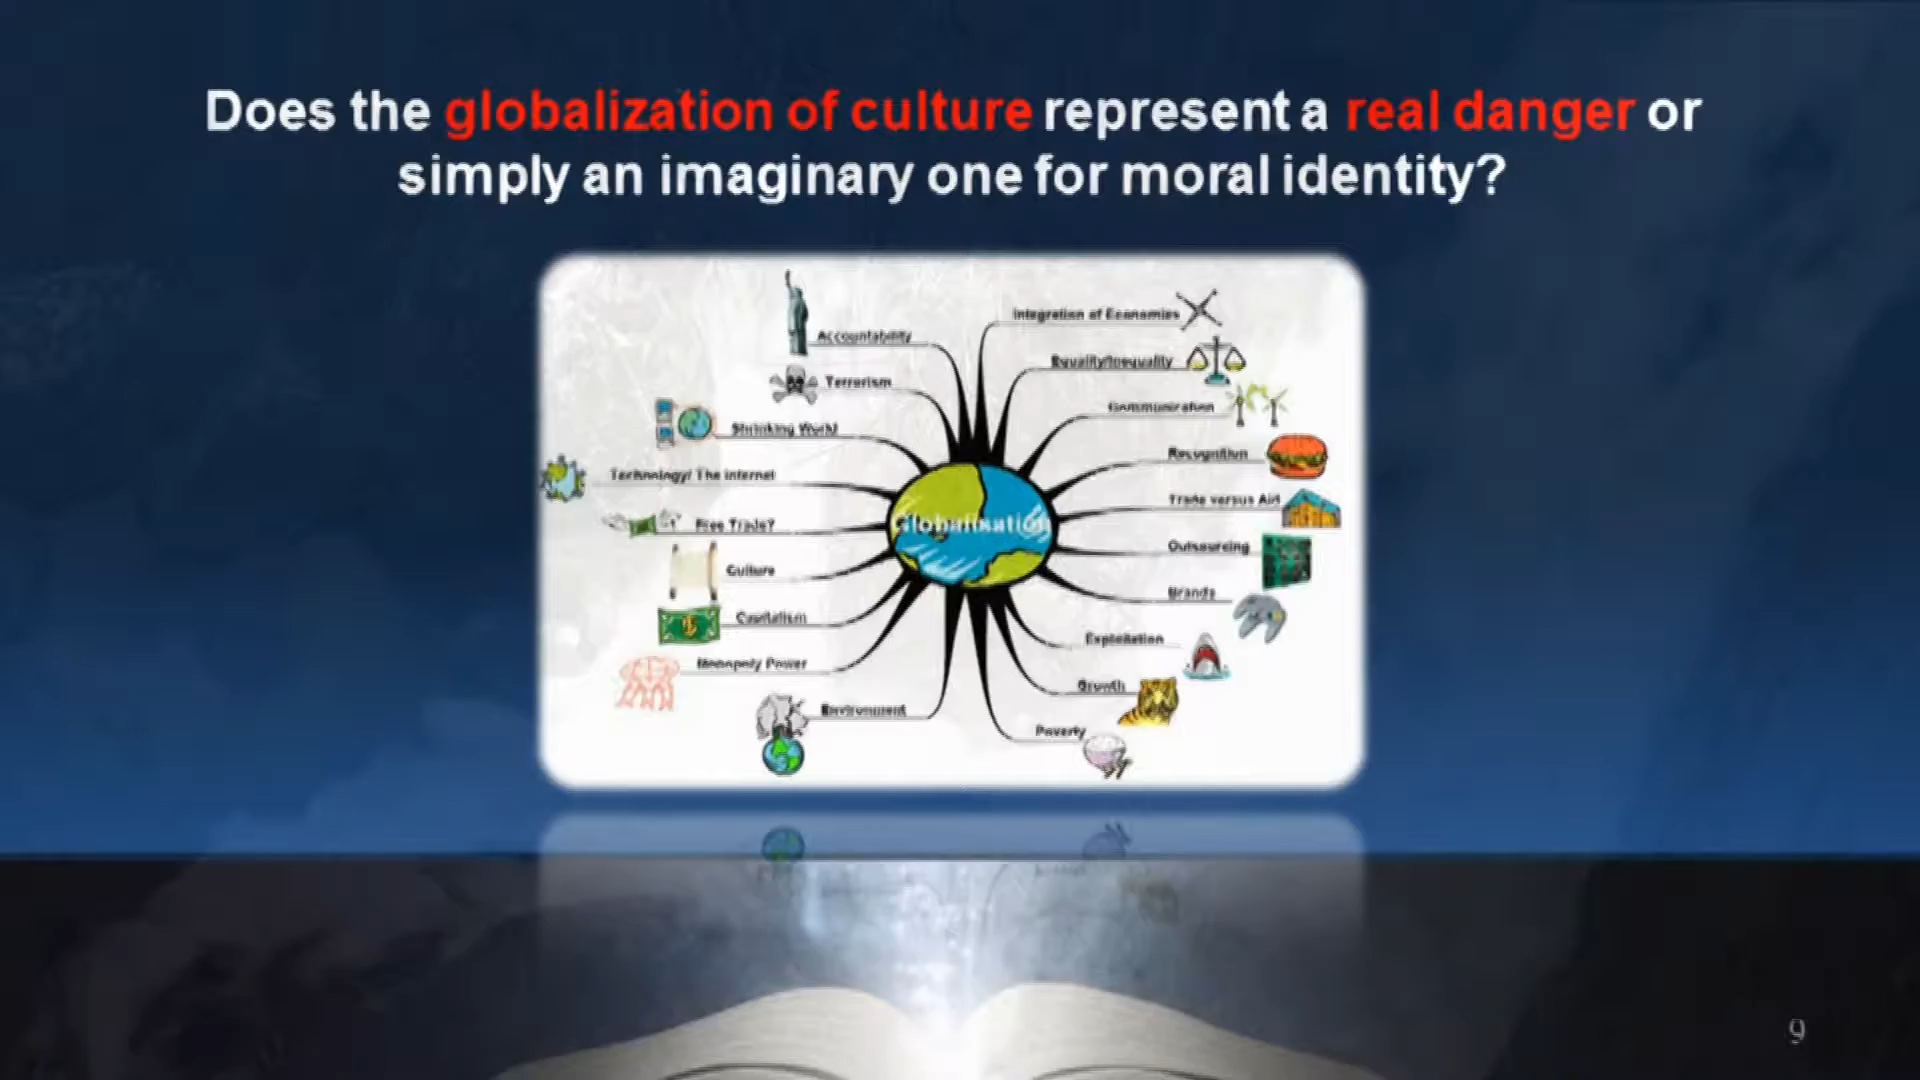 Does the globalization of culture represent a real danger or
simply an imaginary one for moral identity?
Integration of Economies
Accountability
Equality/Inequality
Terrorism
Communication
Shrinking World
Recognition
Technology/ The internet
Trade versus Aid
Globalisation
Free Trade?
Outsourcing
Culture
Brands
Capitalism
Exploitation
Monopoly Power
Growth
Environment
Poverty
9